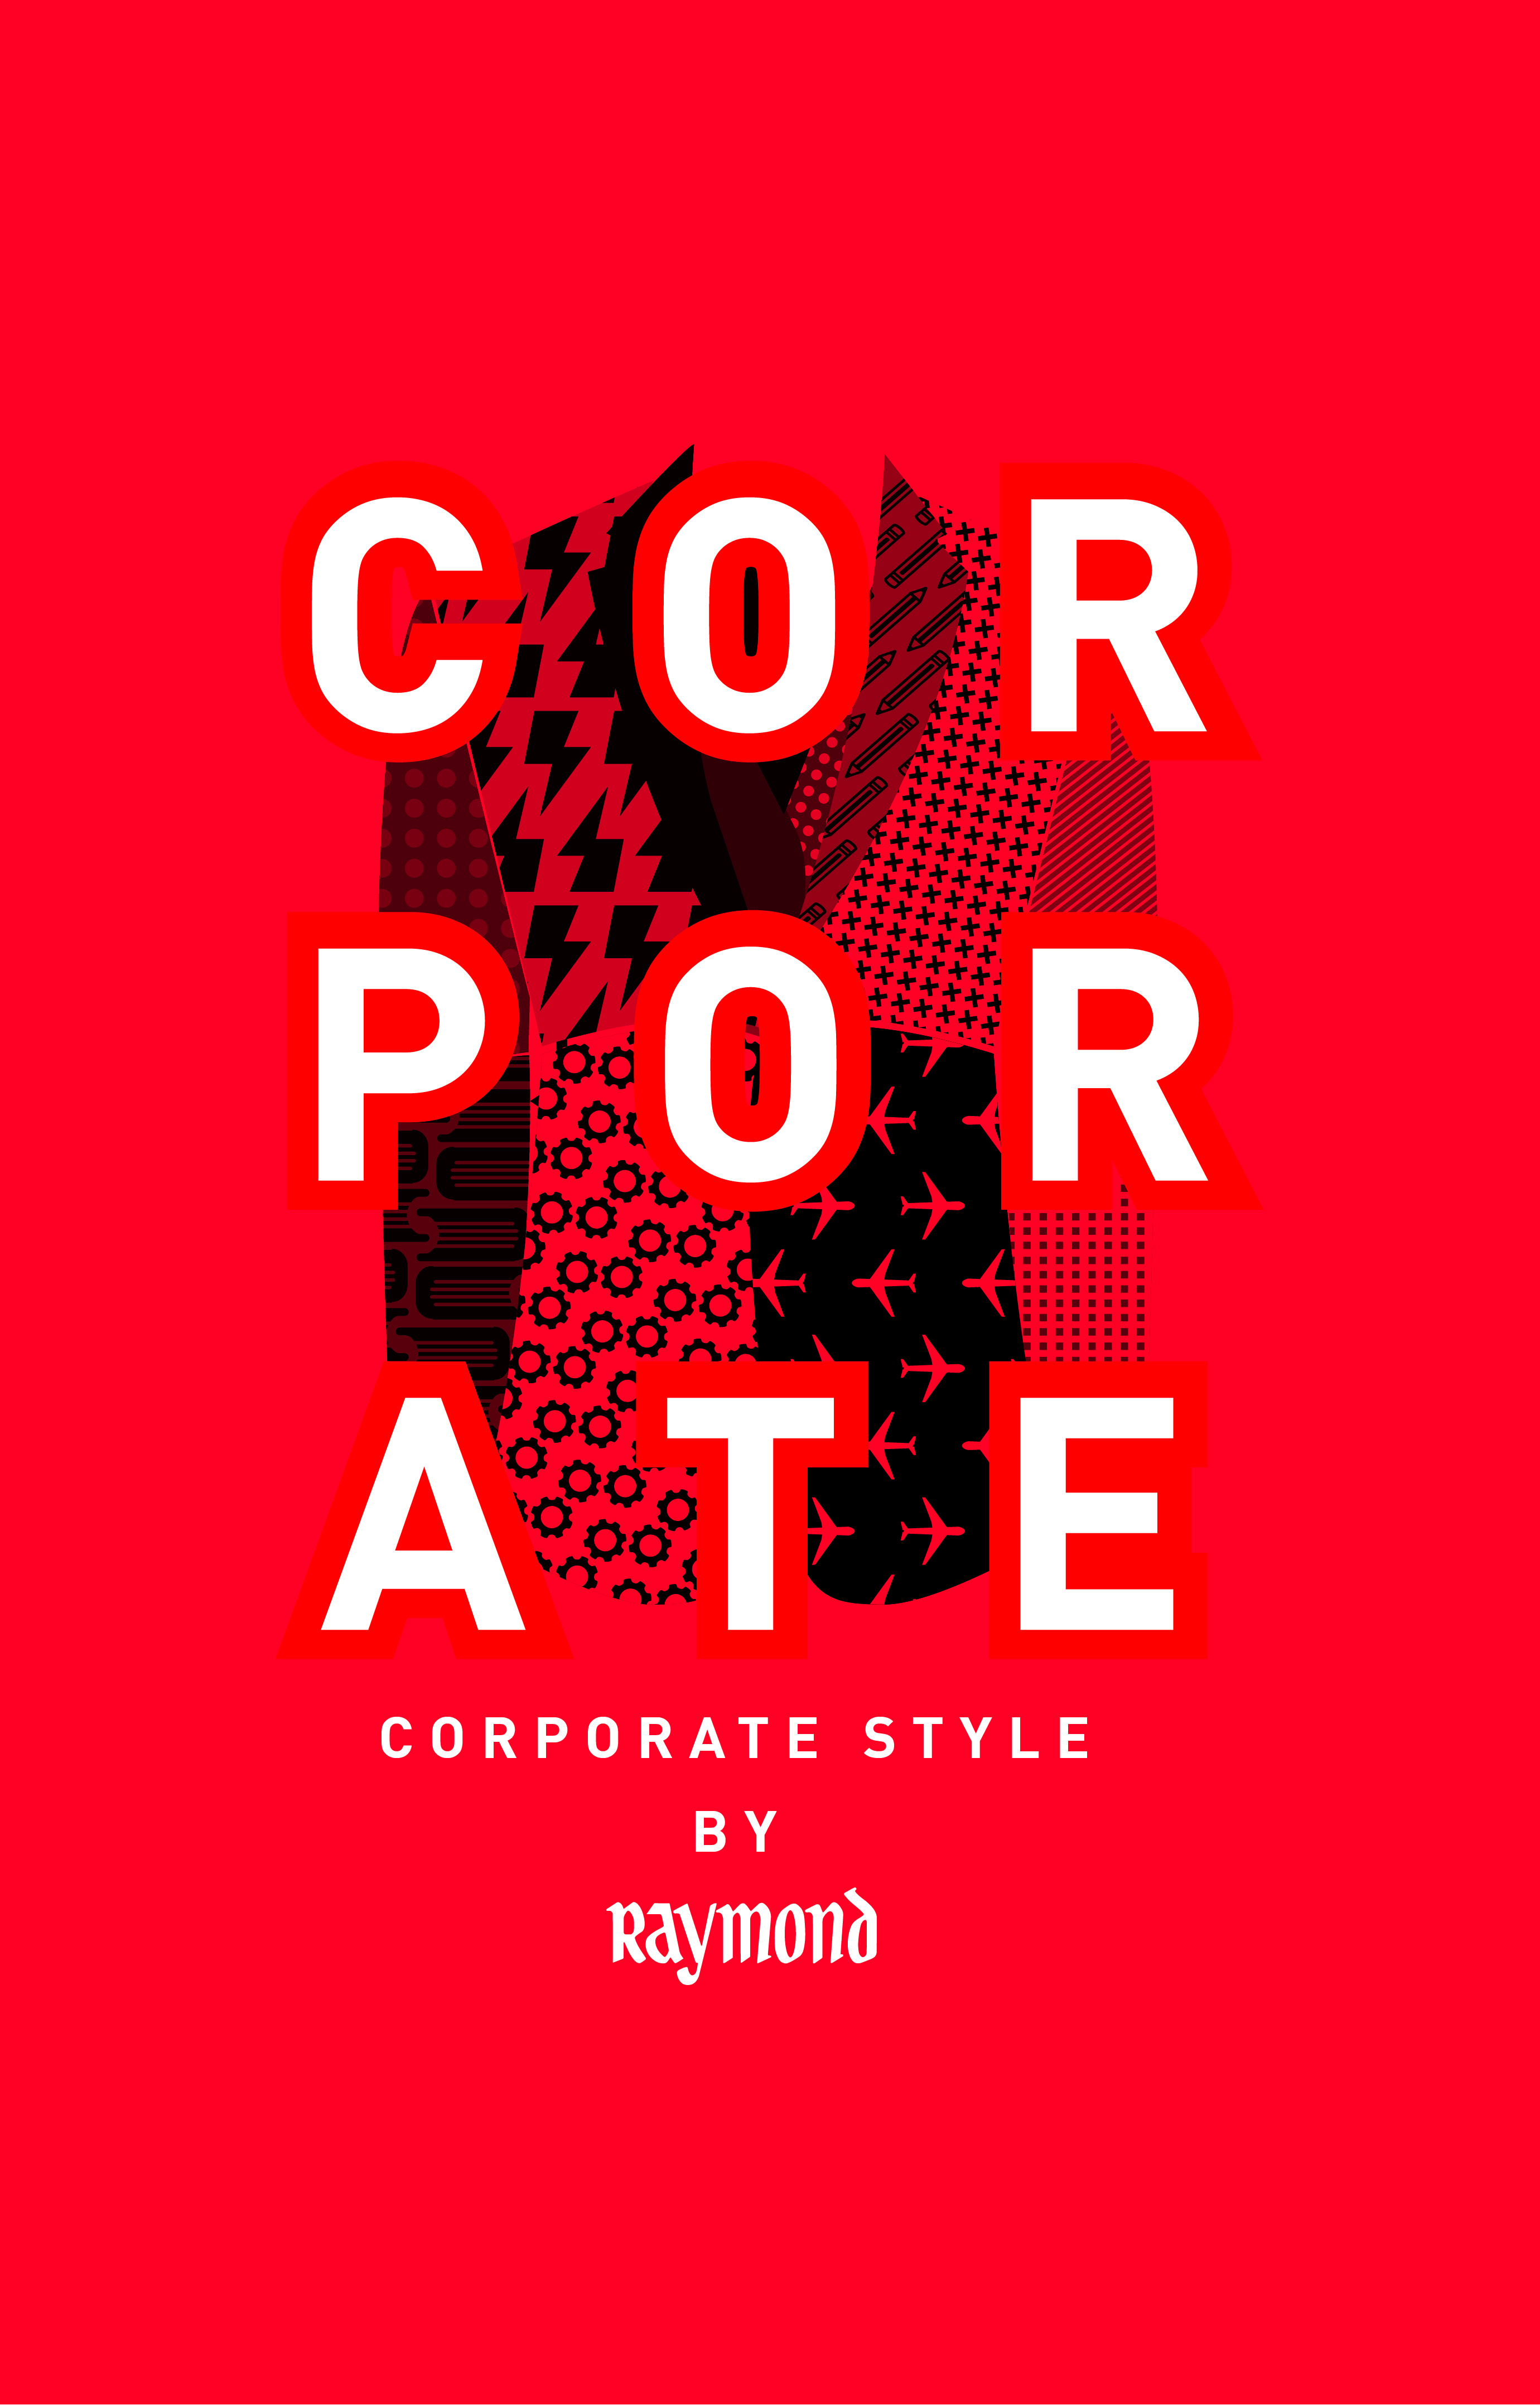 COR
POR
ATE
CORPORATE STYLE
BY
Raymond